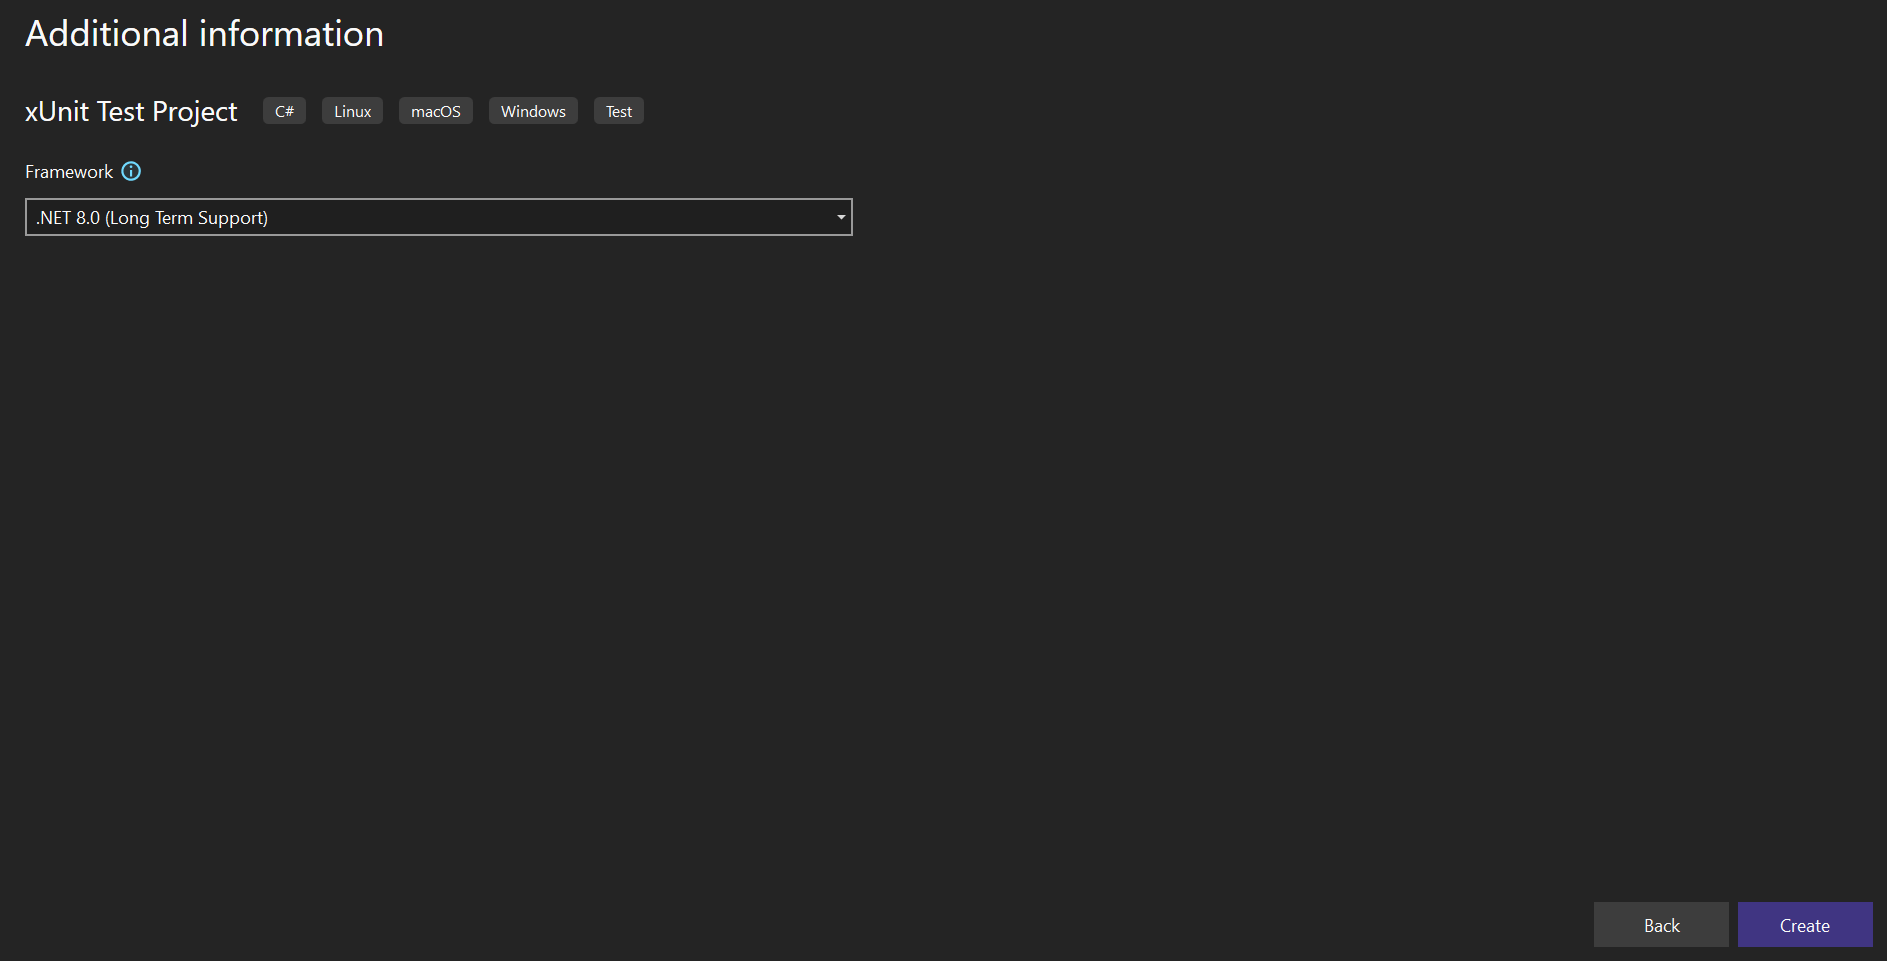 Additional information
xUnit Test Project C# Linux macOS Windows Test
Framework
.NET 8.0 (Long Term Support)
Back Create